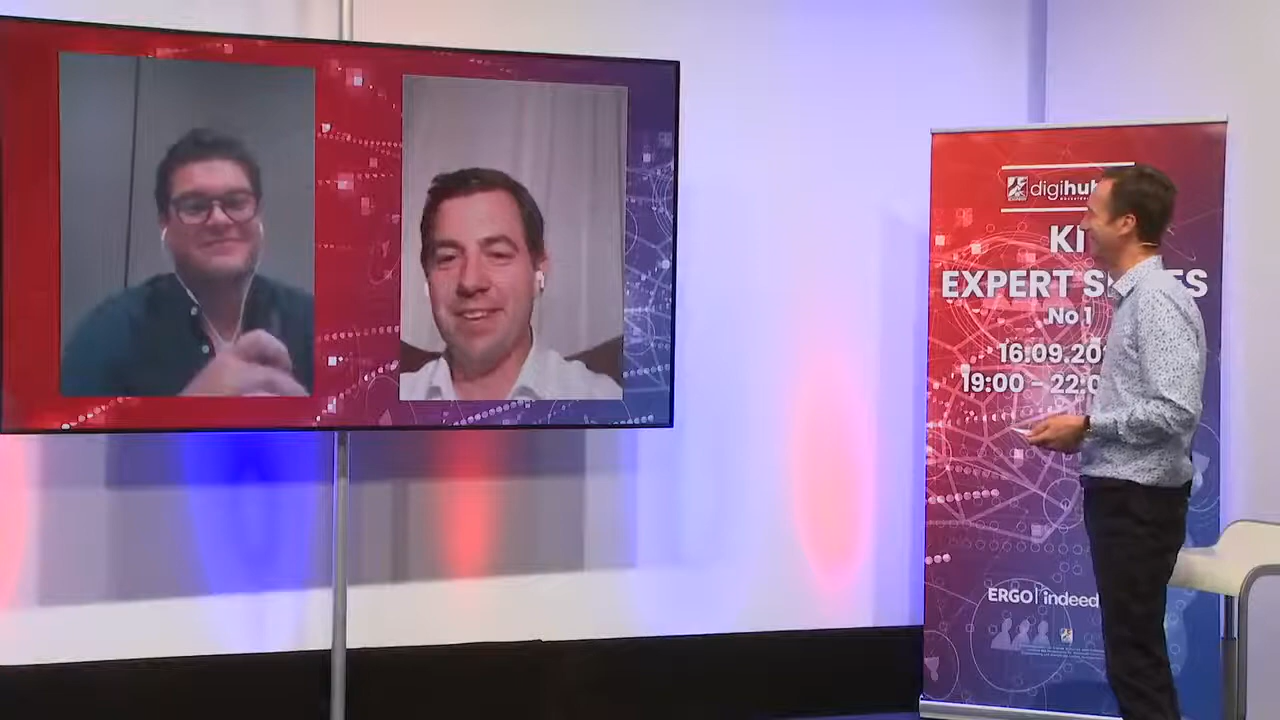 digihub
KI
EXPERT S
No 1
16.09.20
19:00 - 22:0
ERGO | indeed